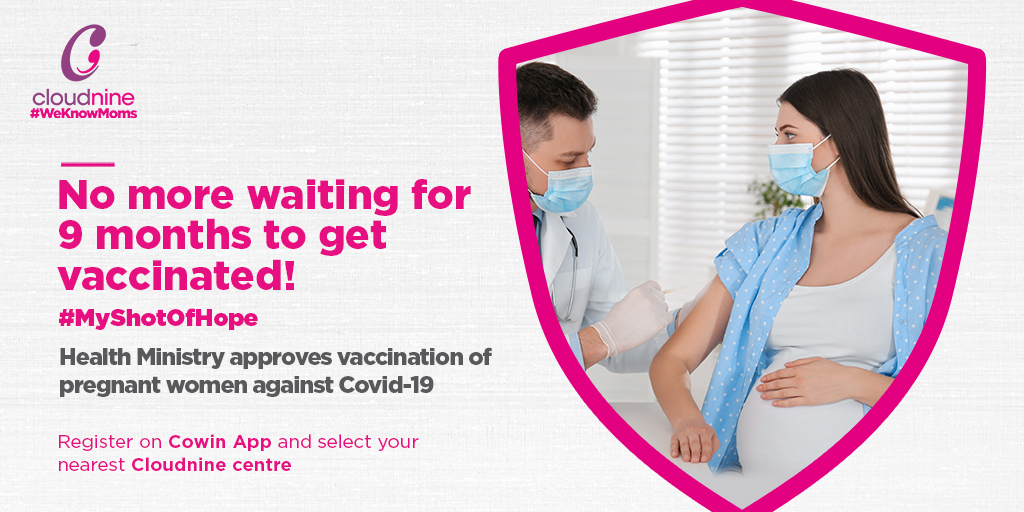 cloudnine
#WeKnowMoms
No more waiting for
9 months to get
vaccinated!
#MyShotOfHope
Health Ministry approves vaccination of
pregnant women against Covid-19
Register on Cowin App and select your
nearest Cloudnine centre